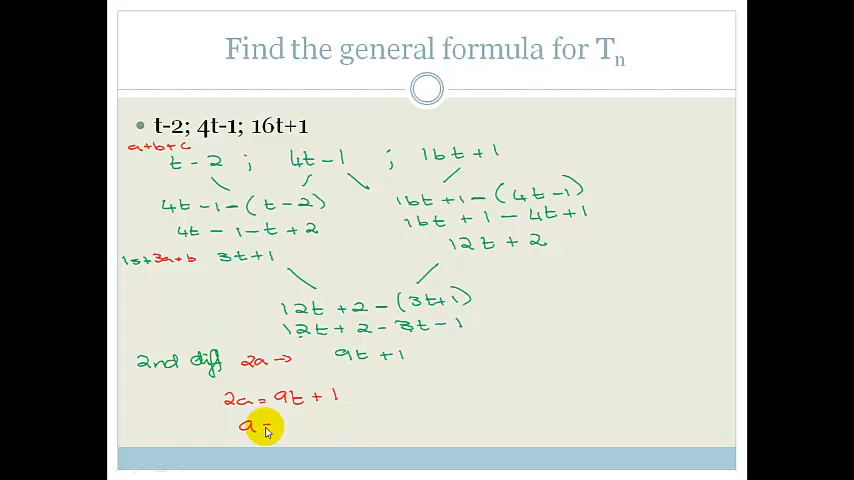 Find the general formula for Tn
• t-2; 4t-1; 16t+1
a+b+c
t - 2 ; 4t - 1 ; 16t + 1
4t - 1 - (t - 2) 16t + 1 - (4t - 1)
4t - 1 - t + 2 16t + 1 - 4t + 1
12t + 2
3a+b 3t + 1
12t + 2 - (3t+1)
12t + 2 - 3t - 1
2nd diff 2a → 9t + 1
2a = 9t + 1
a =